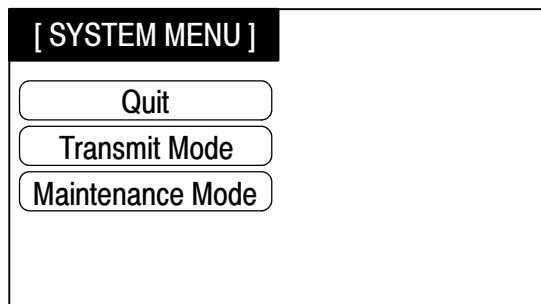 [ SYSTEM MENU ]
Quit
Transmit Mode
Maintenance Mode